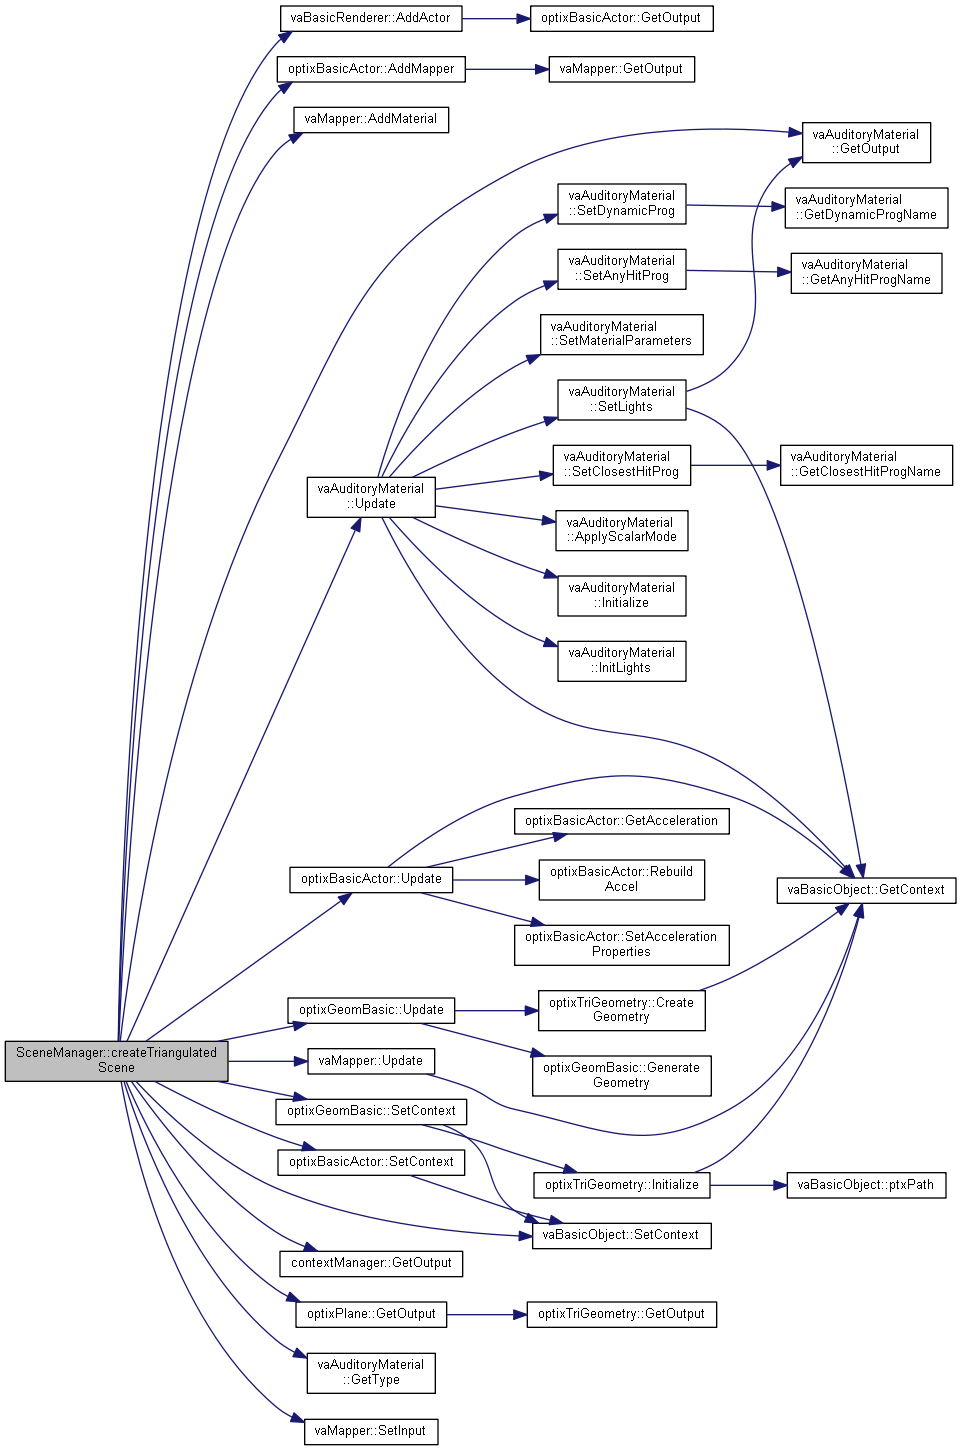 vaBasicRenderer::AddActor
optixBasicActor::GetOutput
optixBasicActor::AddMapper
vaMapper::GetOutput
vaMapper::AddMaterial
vaAuditoryMaterial
::GetOutput
vaAuditoryMaterial
::SetDynamicProg
vaAuditoryMaterial
::GetDynamicProgName
vaAuditoryMaterial
::SetAnyHitProg
vaAuditoryMaterial
::GetAnyHitProgName
vaAuditoryMaterial
::SetMaterialParameters
vaAuditoryMaterial
::SetLights
vaAuditoryMaterial
::SetClosestHitProg
vaAuditoryMaterial
::GetClosestHitProgName
vaAuditoryMaterial
::Update
vaAuditoryMaterial
::ApplyScalarMode
vaAuditoryMaterial
::Initialize
vaAuditoryMaterial
::InitLights
optixBasicActor::GetAcceleration
optixBasicActor::Update
optixBasicActor::Rebuild
Accel
vaBasicObject::GetContext
optixBasicActor::SetAcceleration
Properties
optixGeomBasic::Update
optixTriGeometry::Create
Geometry
SceneManager::createTriangulated
Scene
vaMapper::Update
optixGeomBasic::Generate
Geometry
optixGeomBasic::SetContext
optixBasicActor::SetContext
optixTriGeometry::Initialize
vaBasicObject::ptxPath
vaBasicObject::SetContext
contextManager::GetOutput
optixPlane::GetOutput
optixTriGeometry::GetOutput
vaAuditoryMaterial
::GetType
vaMapper::SetInput